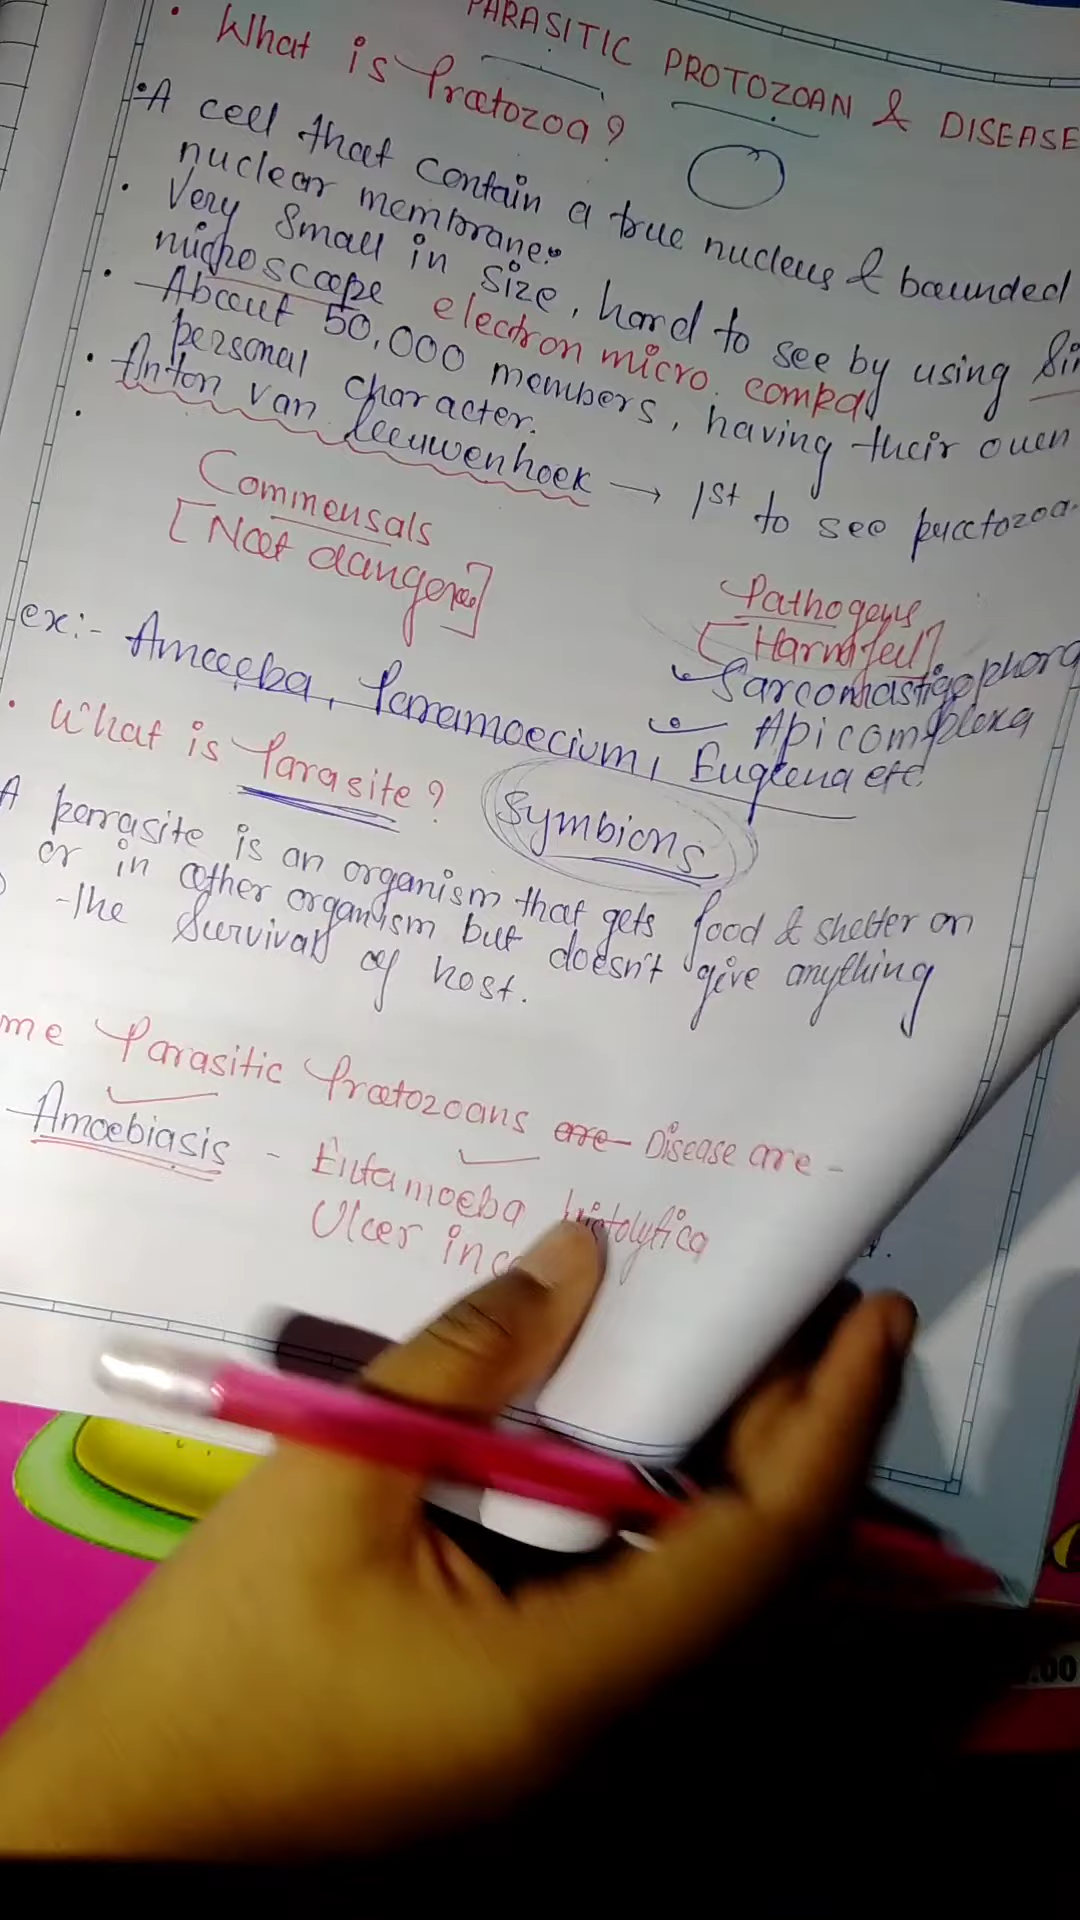 PARASITIC PROTOZOAN & DISEASE
• What is Protozoa?
• A cell that contain a true nucleus & bounded
nuclear membrane.
• Very small in size, hard to see by using
microscope electron micro. compd
• About 50,000 members, having their own
personal character.
• Anton van leeuwenhoek → 1st to see protozoa.
•
Commensals
[Not dangerous]
Pathogens
[Harmful]
Sarcomastigophora
Apicomplexa
ex:- Amoeba, Paramoecium, Euglena etc.
• What is Parasite?
Symbions
A parasite is an organism that gets food & shelter on
or in other organism but doesn't give anything
The survival of host.
me Parasitic Protozoans are Disease are -
Amoebiasis - Entamoeba histolytica
Ulcer in
.00